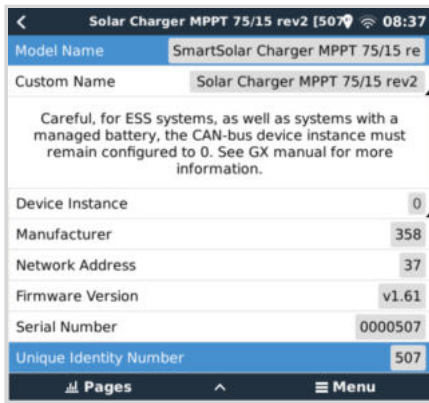 Solar Charger MPPT 75/15 rev2 [507
08:37
Model Name
SmartSolar Charger MPPT 75/15 re
Custom Name
Solar Charger MPPT 75/15 rev2
Careful, for ESS systems, as well as systems with a
managed battery, the CAN-bus device instance must
remain configured to 0. See GX manual for more
information.
Device Instance
0
Manufacturer
358
Network Address
37
Firmware Version
v1.61
Serial Number
0000507
Unique Identity Number
507
Pages
Menu